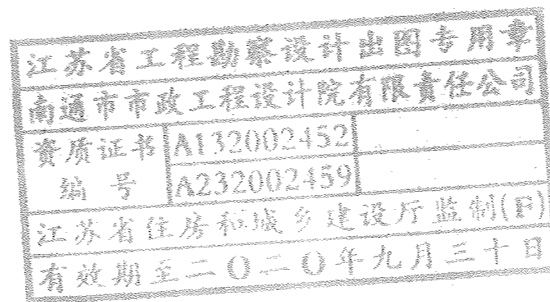 江苏省工程勘察设计出图专用章
南通市市政工程设计院有限责任公司
资质证书
编号
A132002452
A232002459
江苏省住房和城乡建设厅监制(F)
有效期至二〇二〇年九月三十日